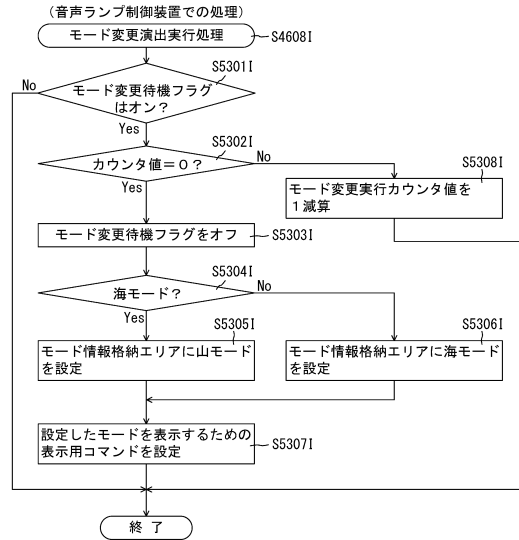 (音声ランプ制御装置での処理)
モード変更演出実行処理
S4608I
S5301I
モード変更待機フラグ
はオン?
No
Yes
S5302I
カウンタ値=0?
No
Yes
S5308I
モード変更実行カウンタ値を
1減算
モード変更待機フラグをオフ
S5303I
S5304I
海モード?
No
Yes
S5305I
モード情報格納エリアに山モード
を設定
S5306I
モード情報格納エリアに海モード
を設定
設定したモードを表示するための
表示用コマンドを設定
S5307I
終了